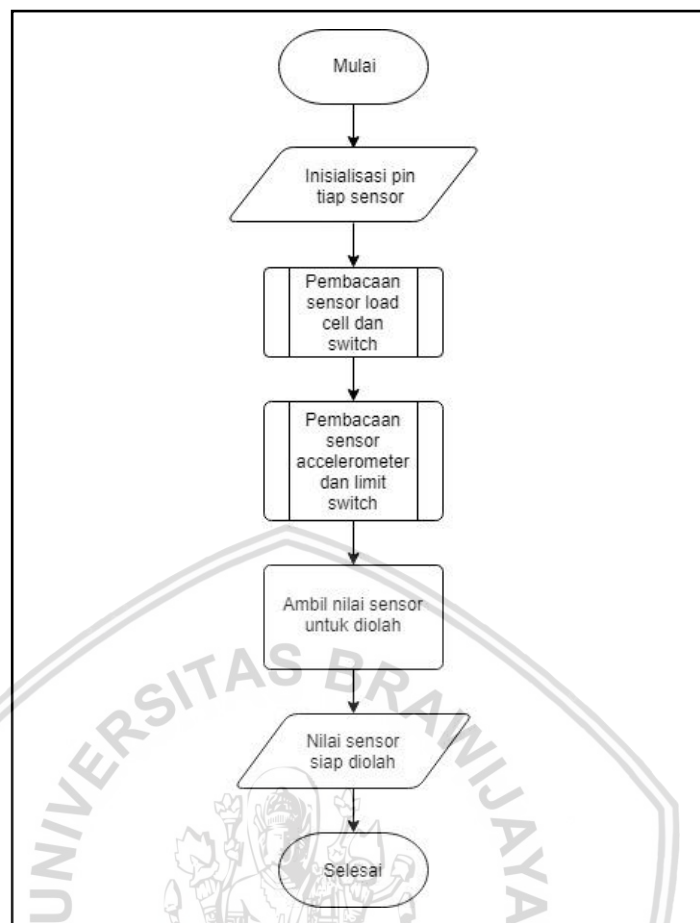 Mulai
Inisialisasi pin
tiap sensor
Pembacaan
sensor load
cell dan
switch
Pembacaan
sensor
accelerometer
dan limit
switch
Ambil nilai sensor
untuk diolah
UNIVERSITAS BRAWIJAYA
Nilai sensor
siap diolah
Selesai